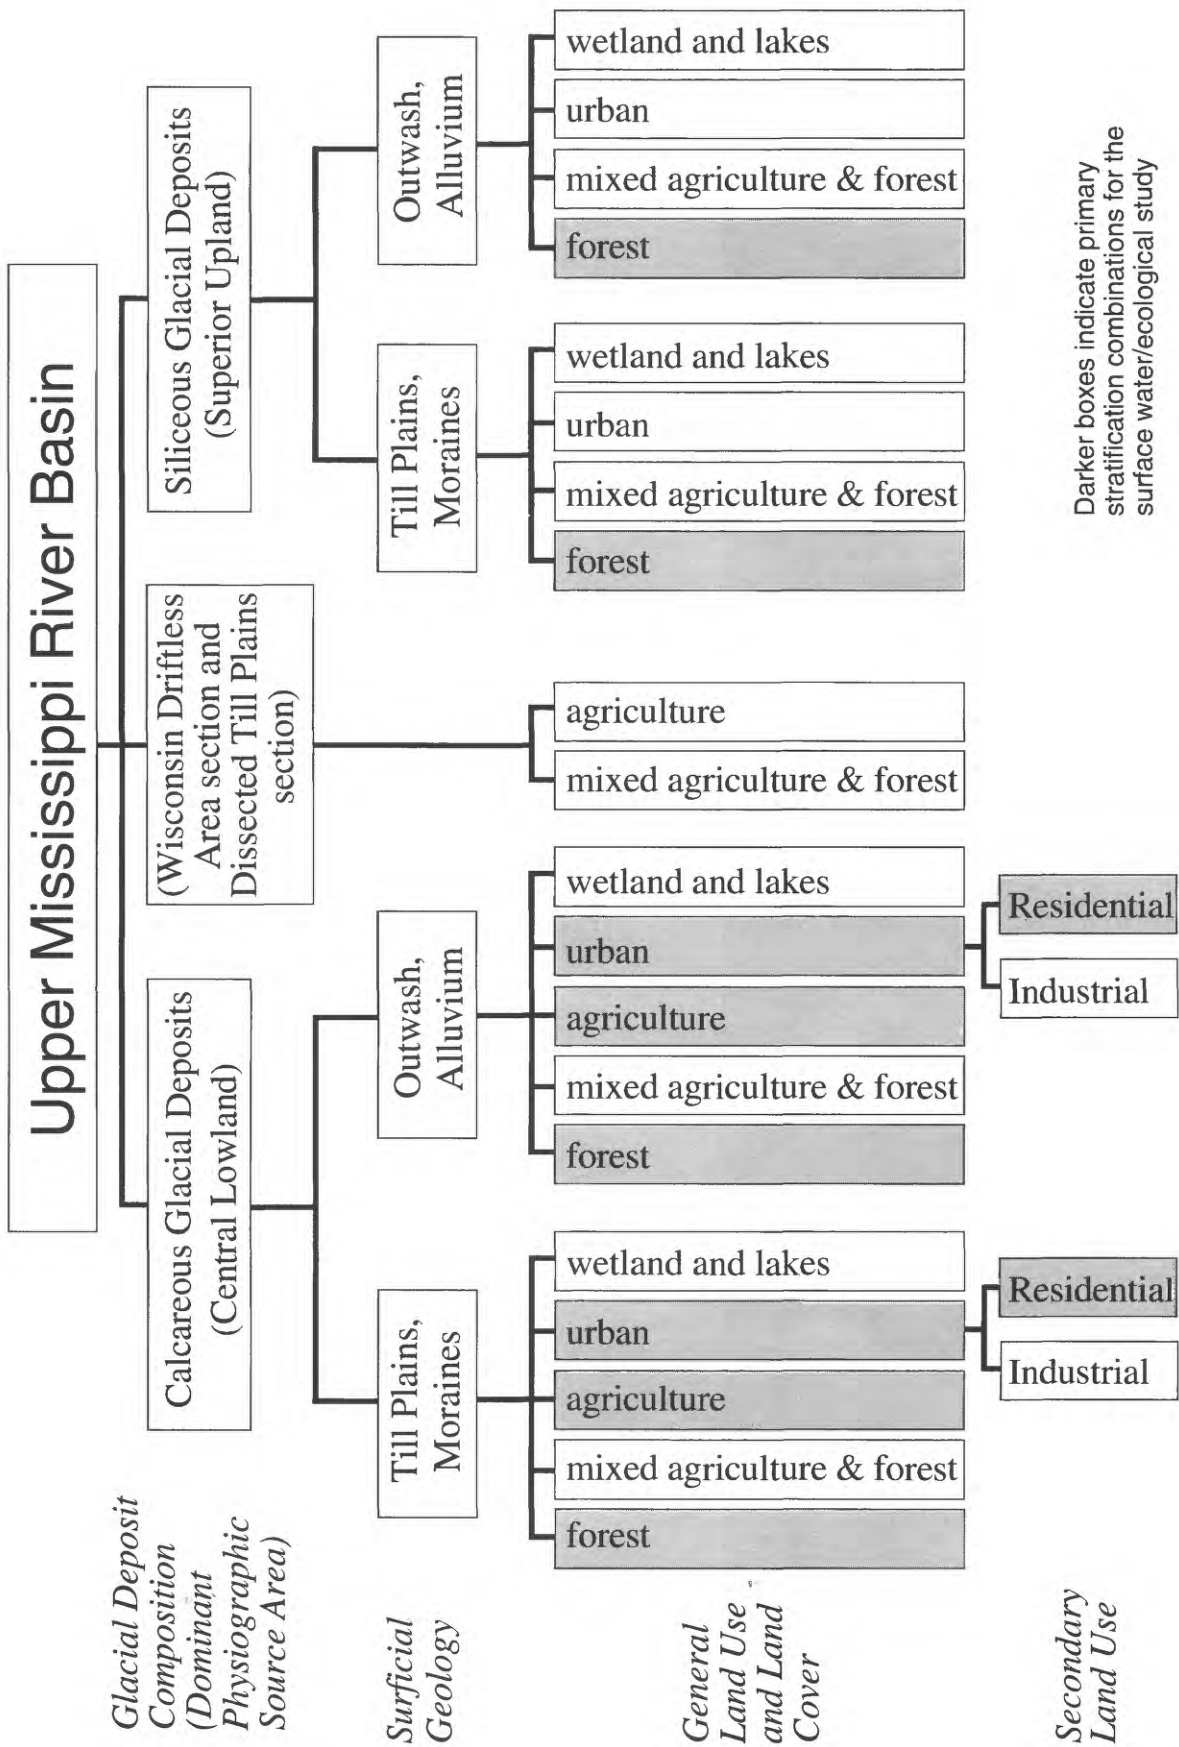 Upper Mississippi River Basin
Glacial Deposit
Composition
(Dominant
Physiographic
Source Area)
Calcareous Glacial Deposits
(Central Lowland)
(Wisconsin Driftless
Area section and
Dissected Till Plains
section)
Siliceous Glacial Deposits
(Superior Upland)
Surficial
Geology
Till Plains,
Moraines
Outwash,
Alluvium
Till Plains,
Moraines
Outwash,
Alluvium
General
Land Use
and Land
Cover
forest
mixed agriculture & forest
agriculture
urban
wetland and lakes
forest
mixed agriculture & forest
agriculture
urban
wetland and lakes
mixed agriculture & forest
agriculture
forest
mixed agriculture & forest
urban
wetland and lakes
forest
mixed agriculture & forest
urban
wetland and lakes
Secondary
Land Use
Industrial
Residential
Industrial
Residential
Darker boxes indicate primary
stratification combinations for the
surface water/ecological study